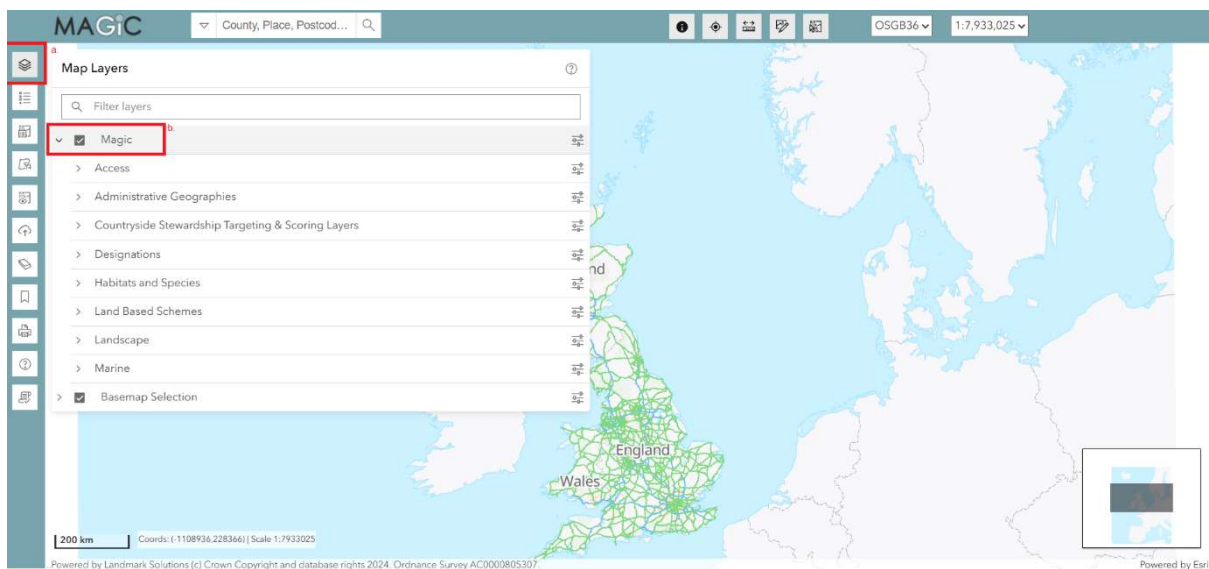 MAGiC
County, Place, Postcod...
OSGB36
1:7,933,025
a.
Map Layers
Filter layers
b.
Magic
Access
Administrative Geographies
Countryside Stewardship Targeting & Scoring Layers
Designations
Habitats and Species
Land Based Schemes
Landscape
Marine
Basemap Selection
nd
England
Wales
200 km
Coords: (-1108936,228366) | Scale 1:7933025
Powered by Landmark Solutions (c) Crown Copyright and database rights 2024. Ordnance Survey AC0000805307.
Powered by Esri